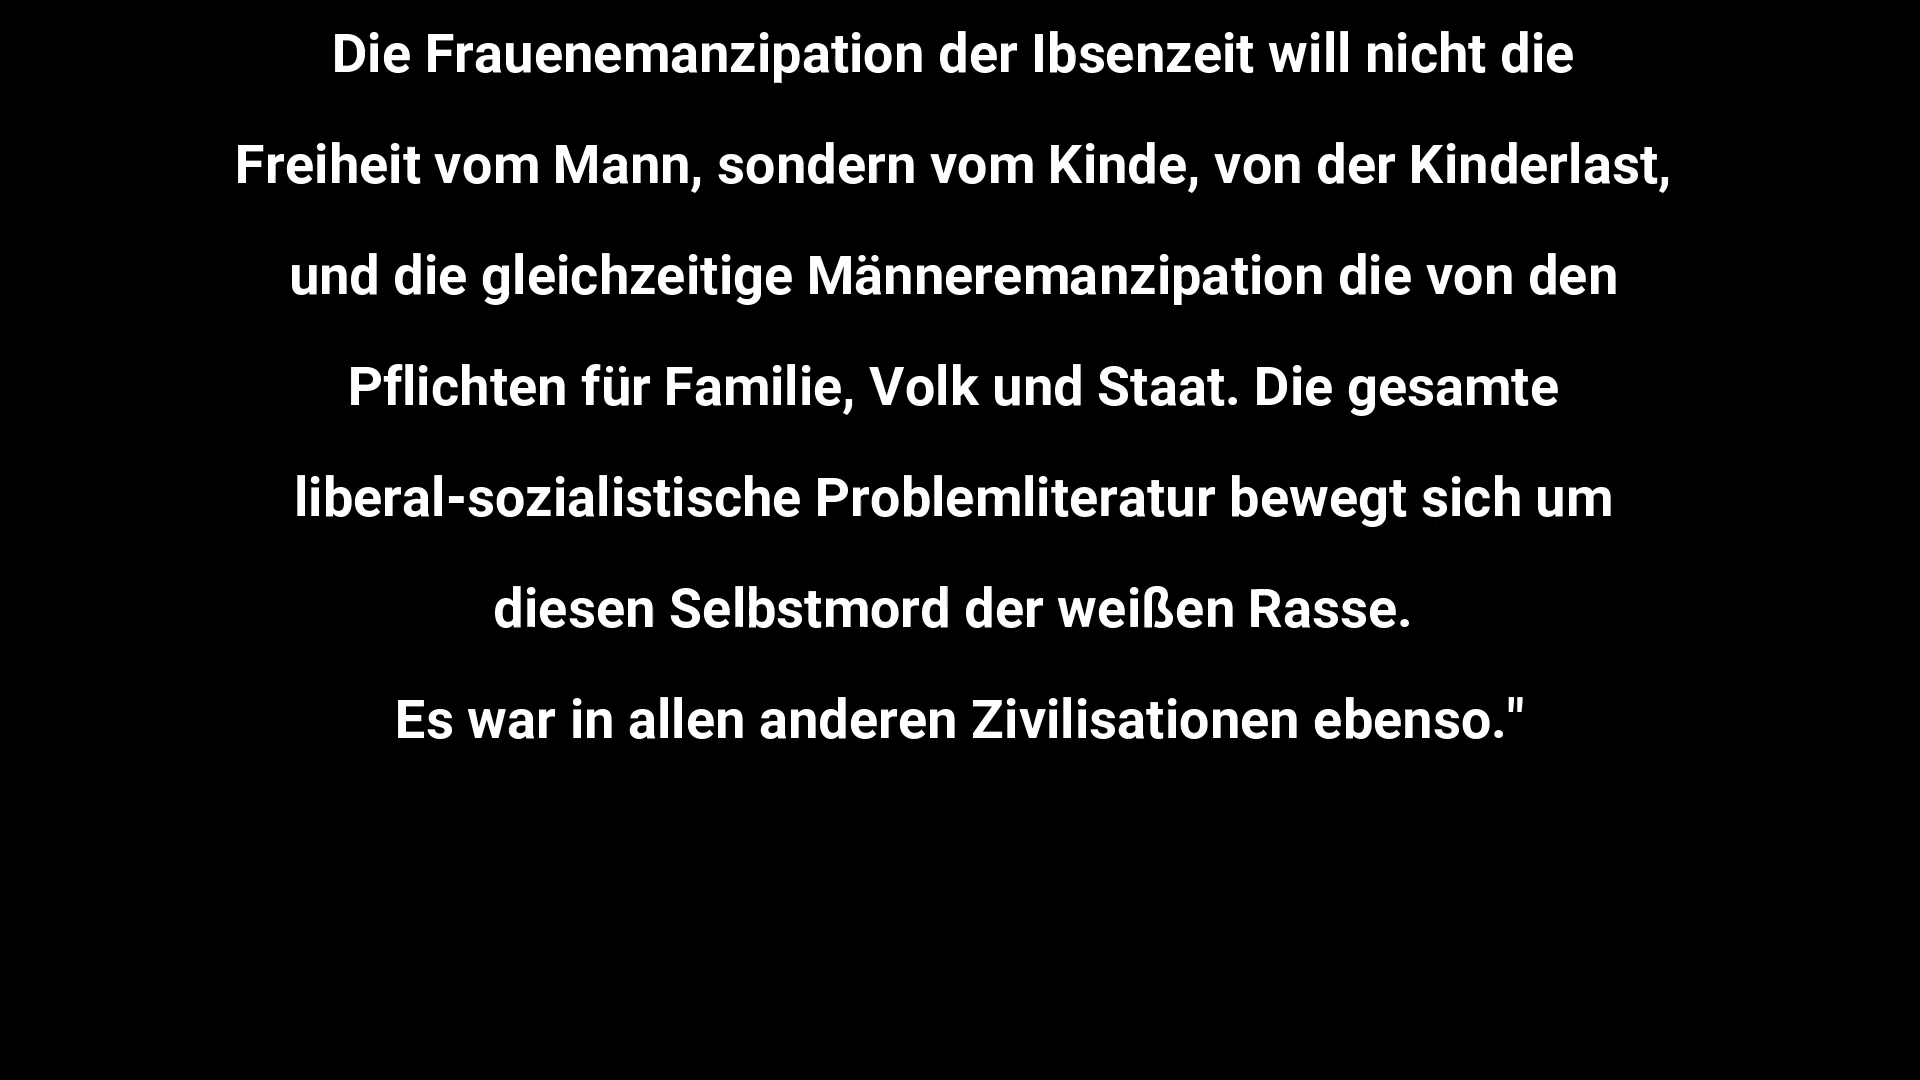 Die Frauenemanzipation der Ibsenzeit will nicht die
Freiheit vom Mann, sondern vom Kinde, von der Kinderlast,
und die gleichzeitige Männeremanzipation die von den
Pflichten für Familie, Volk und Staat. Die gesamte
liberal-sozialistische Problemliteratur bewegt sich um
diesen Selbstmord der weißen Rasse.
Es war in allen anderen Zivilisationen ebenso."